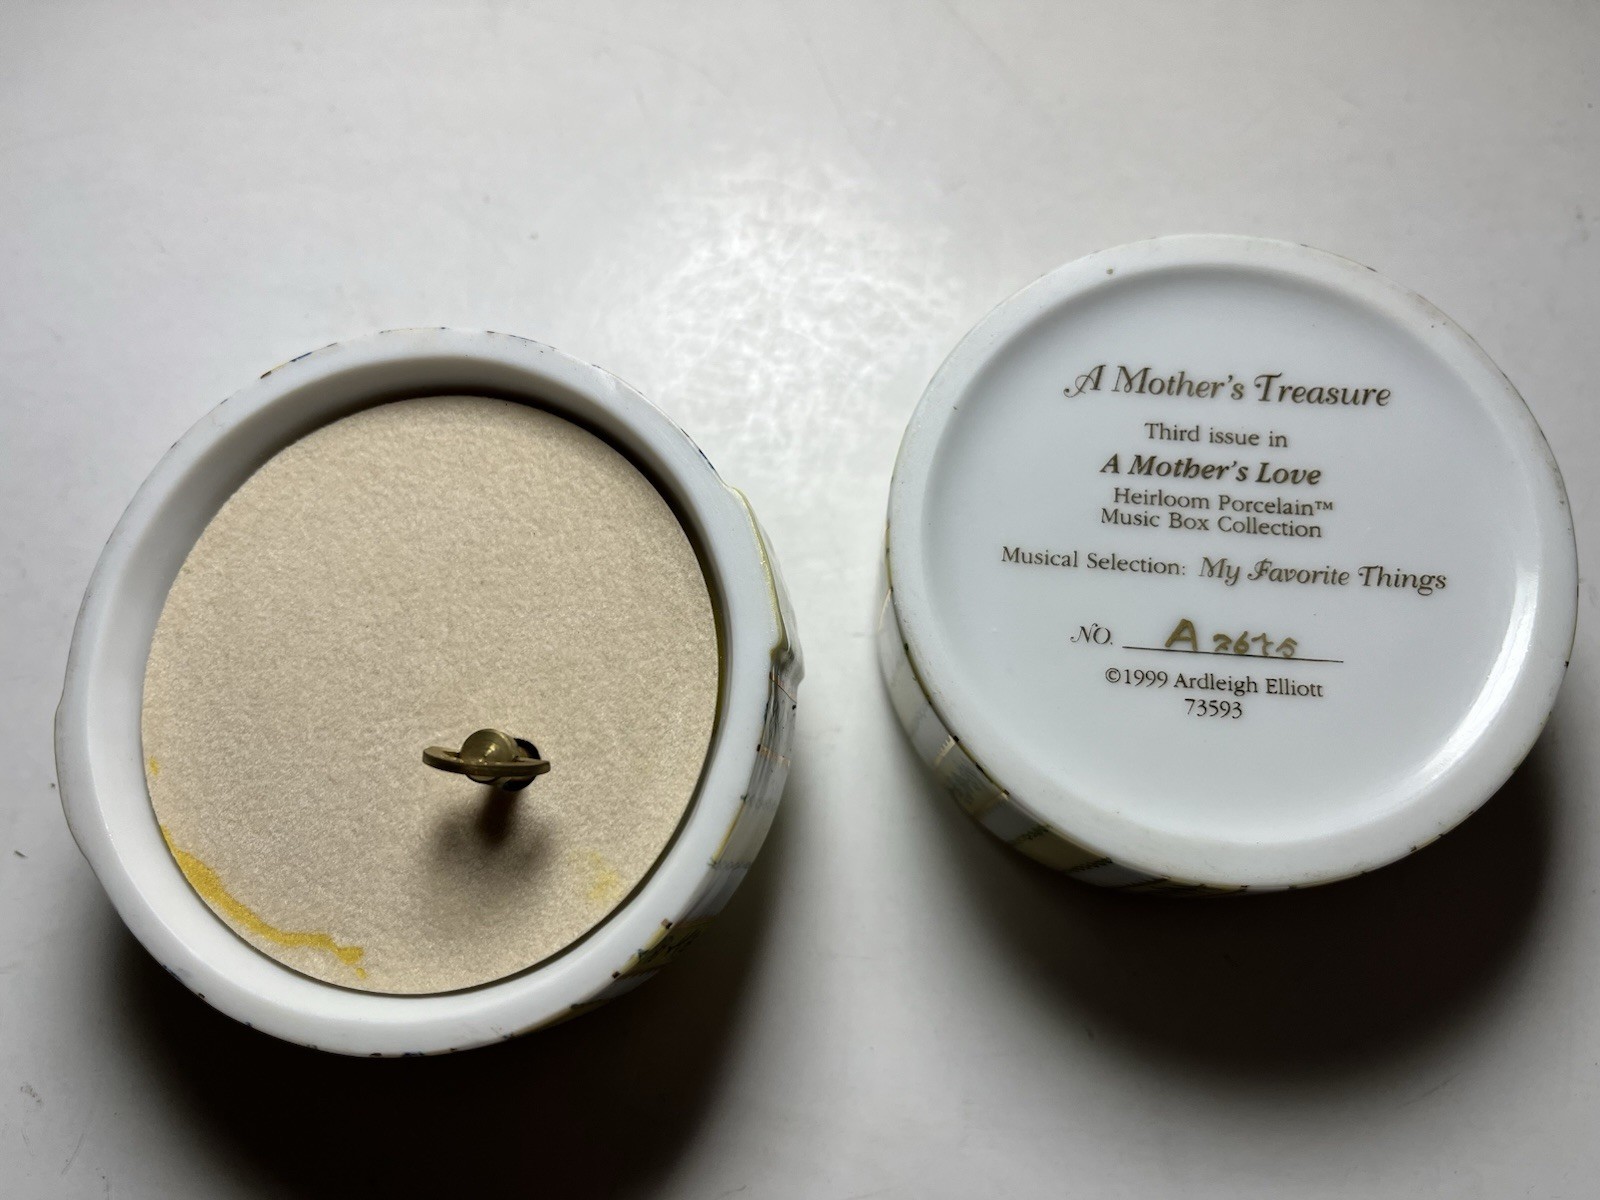 A Mother's Treasure
Third issue in
A Mother's Love
Heirloom Porcelain™
Music Box Collection
Musical Selection: My Favorite Things
NO. A 2675
©1999 Ardleigh Elliott
73593